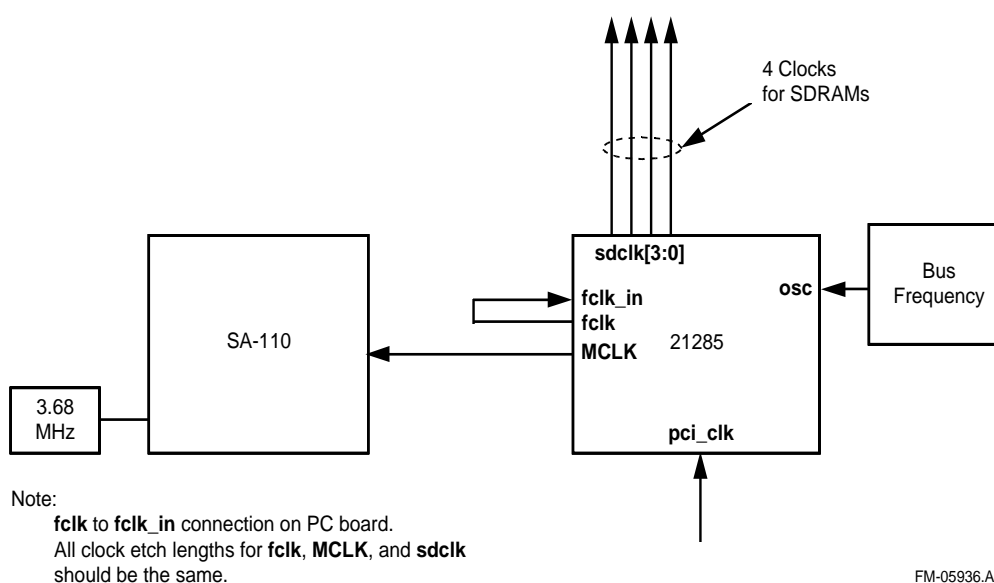 4 Clocks
for SDRAMs
sdclk[3:0]
fclk_in
fclk
MCLK
21285
osc
pci_clk
Bus
Frequency
SA-110
3.68
MHz
Note:
fclk to fclk_in connection on PC board.
All clock etch lengths for fclk, MCLK, and sdclk
should be the same.
FM-05936.A